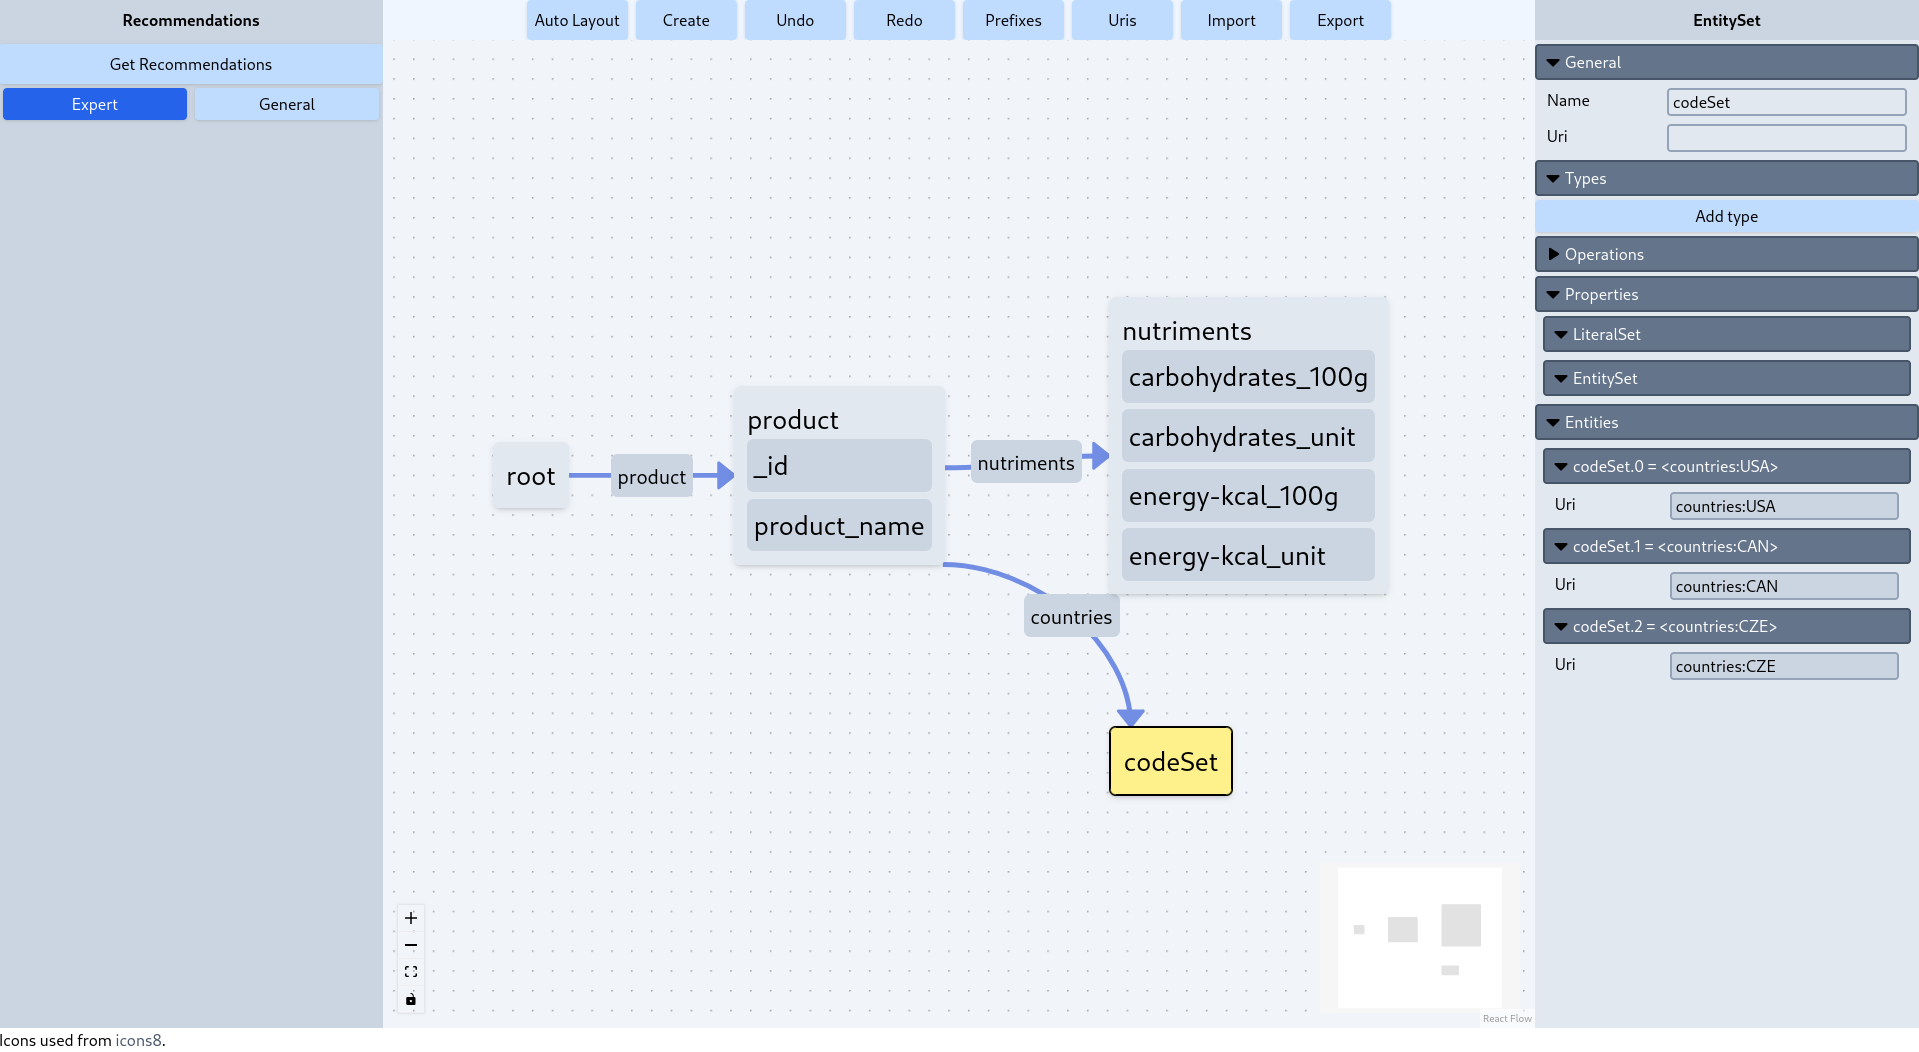 Recommendations
Get Recommendations
Expert General
Auto Layout Create Undo Redo Prefixes Uris Import Export
root
product
product
_id
product_name
nutriments
nutriments
carbohydrates_100g
carbohydrates_unit
energy-kcal_100g
energy-kcal_unit
countries
codeSet
React Flow
EntitySet
General
Name codeSet
Uri
Types
Add type
Operations
Properties
LiteralSet
EntitySet
Entities
codeSet.0 = <countries:USA>
Uri countries:USA
codeSet.1 = <countries:CAN>
Uri countries:CAN
codeSet.2 = <countries:CZE>
Uri countries:CZE
Icons used from icons8.